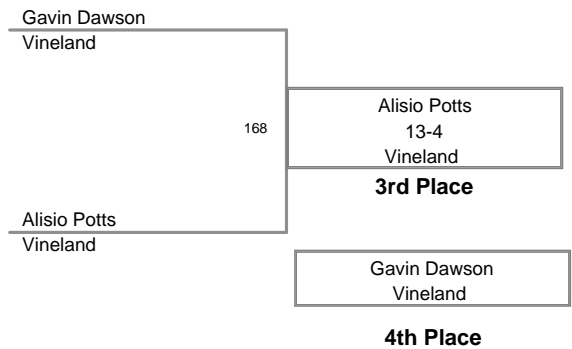 Gavin Dawson
Vineland
168
Alisio Potts
13-4
Vineland
3rd Place
Alisio Potts
Vineland
Gavin Dawson
Vineland
4th Place